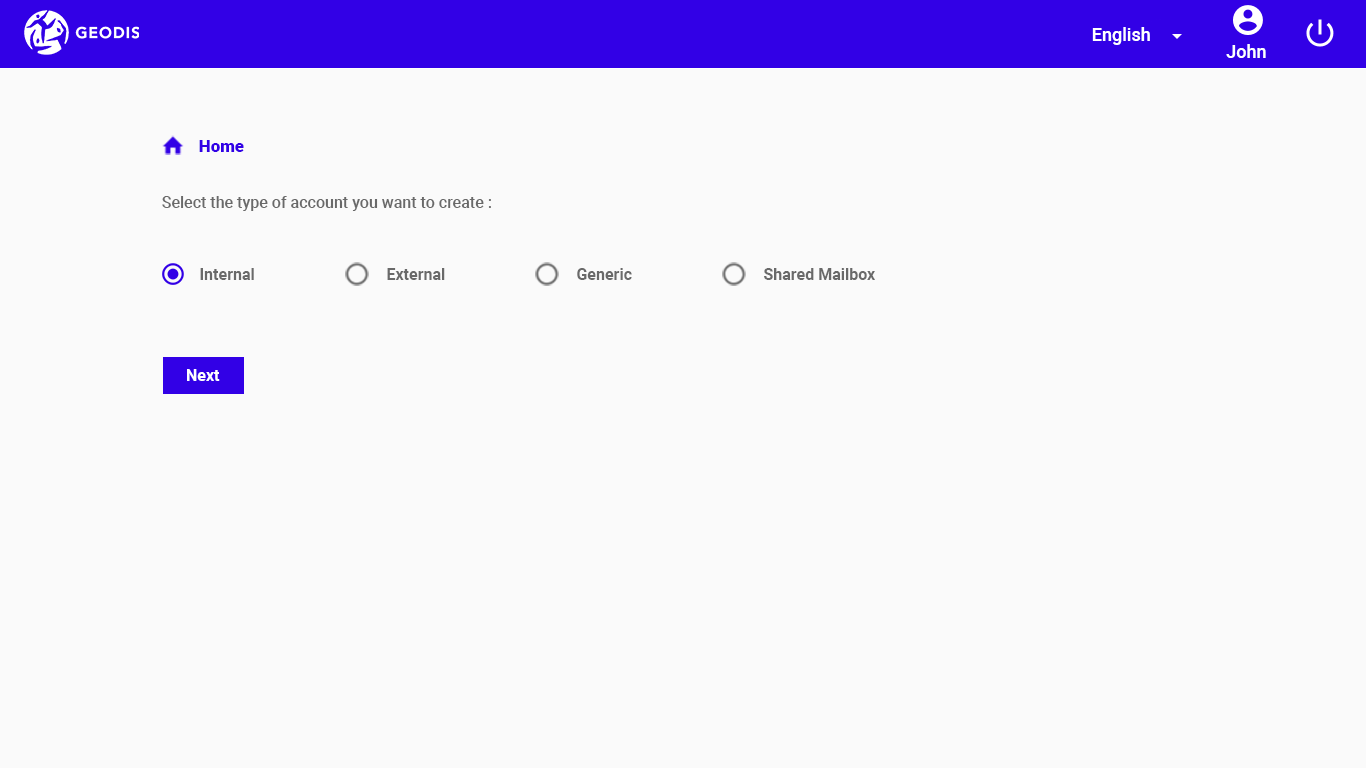 GEODIS
English
John
Home
Select the type of account you want to create :
Internal
External
Generic
Shared Mailbox
Next